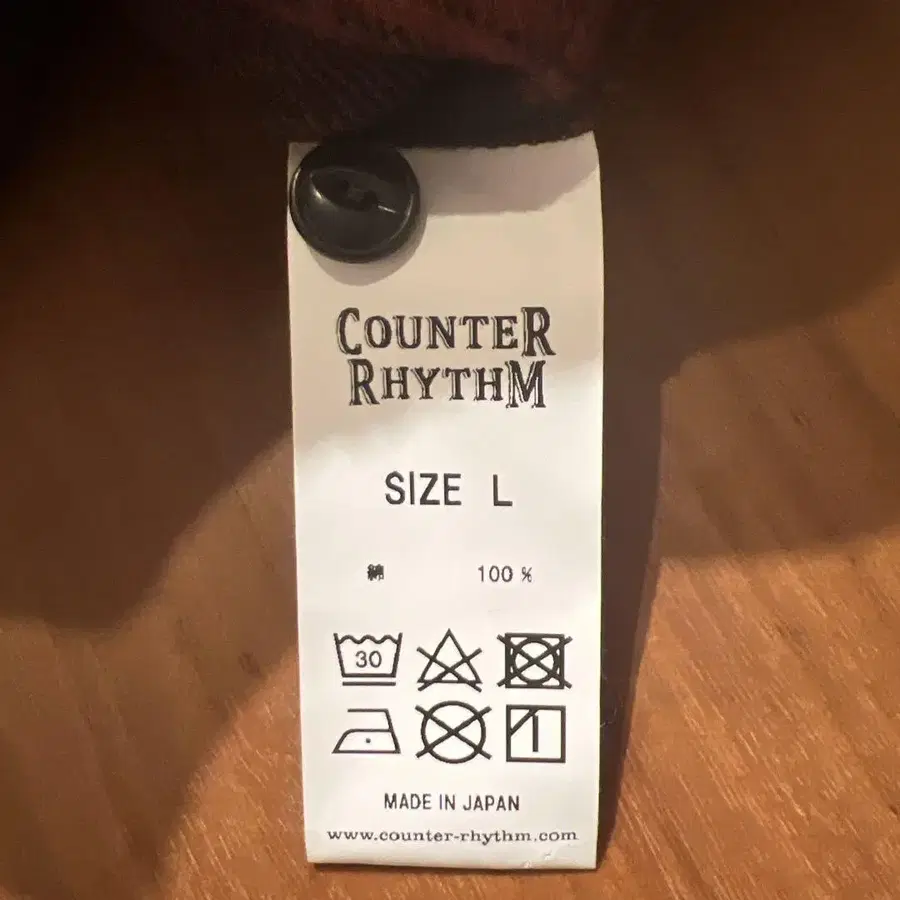 COUNTER
RHYTHM
SIZE L
綿 100 %
30
MADE IN JAPAN
www.counter-rhythm.com